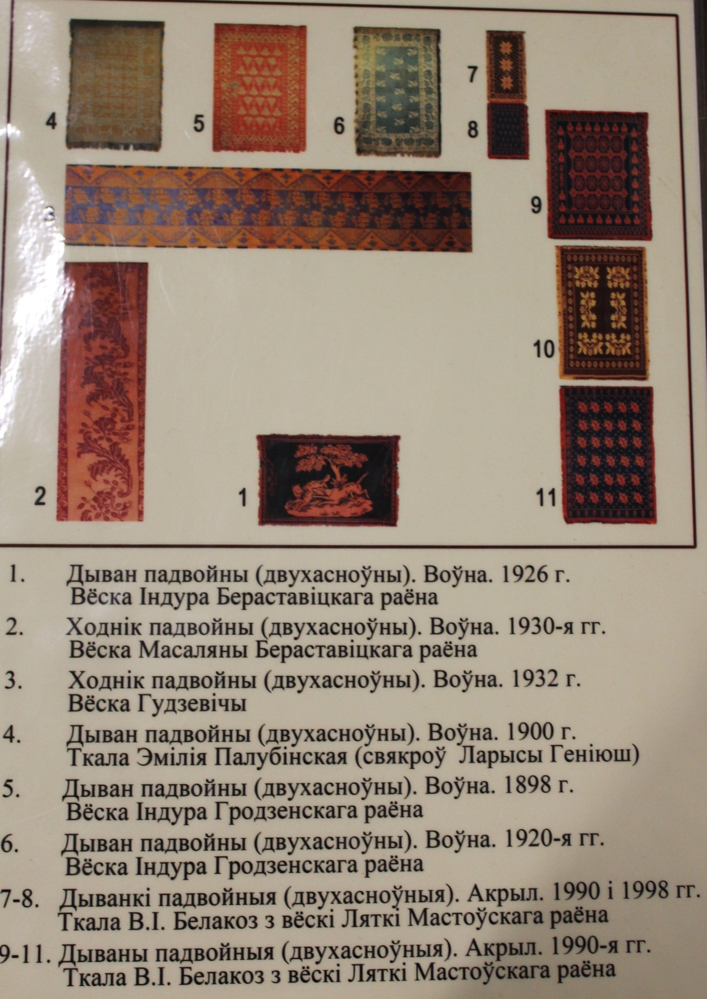 4
5
6
7
8
3
9
10
2
1
11
1. Дыван падвойны (двухасноўны). Воўна. 1926 г.
Вёска Індура Бераставіцкага раёна
2. Ходнік падвойны (двухасноўны). Воўна. 1930-я гг.
Вёска Масаляны Бераставіцкага раёна
3. Ходнік падвойны (двухасноўны). Воўна. 1932 г.
Вёска Гудзевічы
4. Дыван падвойны (двухасноўны). Воўна. 1900 г.
Ткала Эмілія Палубінская (свякроў Ларысы Геніюш)
5. Дыван падвойны (двухасноўны). Воўна. 1898 г.
Вёска Індура Гродзенскага раёна
6. Дыван падвойны (двухасноўны). Воўна. 1920-я гг.
Вёска Індура Гродзенскага раёна
7-8. Дыванкі падвойныя (двухасноўныя). Акрыл. 1990 і 1998 гг.
Ткала В.І. Белакоз з вёскі Ляткі Мастоўскага раёна
9-11. Дываны падвойныя (двухасноўныя). Акрыл. 1990-я гг.
Ткала В.І. Белакоз з вёскі Ляткі Мастоўскага раёна